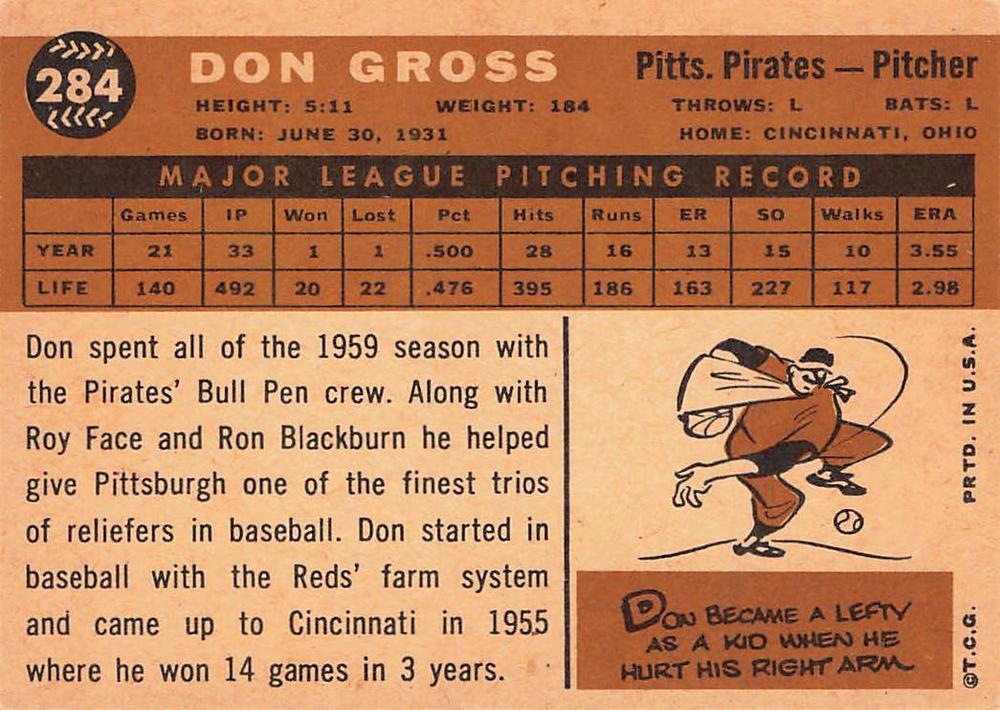 284
DON GROSS
Pitts. Pirates — Pitcher
HEIGHT: 5:11 WEIGHT: 184 THROWS: L BATS: L
BORN: JUNE 30, 1931 HOME: CINCINNATI, OHIO
MAJOR LEAGUE PITCHING RECORD
Games IP Won Lost Pct Hits Runs ER SO Walks ERA
YEAR 21 33 1 1 .500 28 16 13 15 10 3.55
LIFE 140 492 20 22 .476 395 186 163 227 117 2.98
Don spent all of the 1959 season with
the Pirates' Bull Pen crew. Along with
Roy Face and Ron Blackburn he helped
give Pittsburgh one of the finest trios
of reliefers in baseball. Don started in
baseball with the Reds' farm system
and came up to Cincinnati in 1955
where he won 14 games in 3 years.
DON BECAME A LEFTY
AS A KID WHEN HE
HURT HIS RIGHT ARM
©T.C.G. PRTD. IN U.S.A.